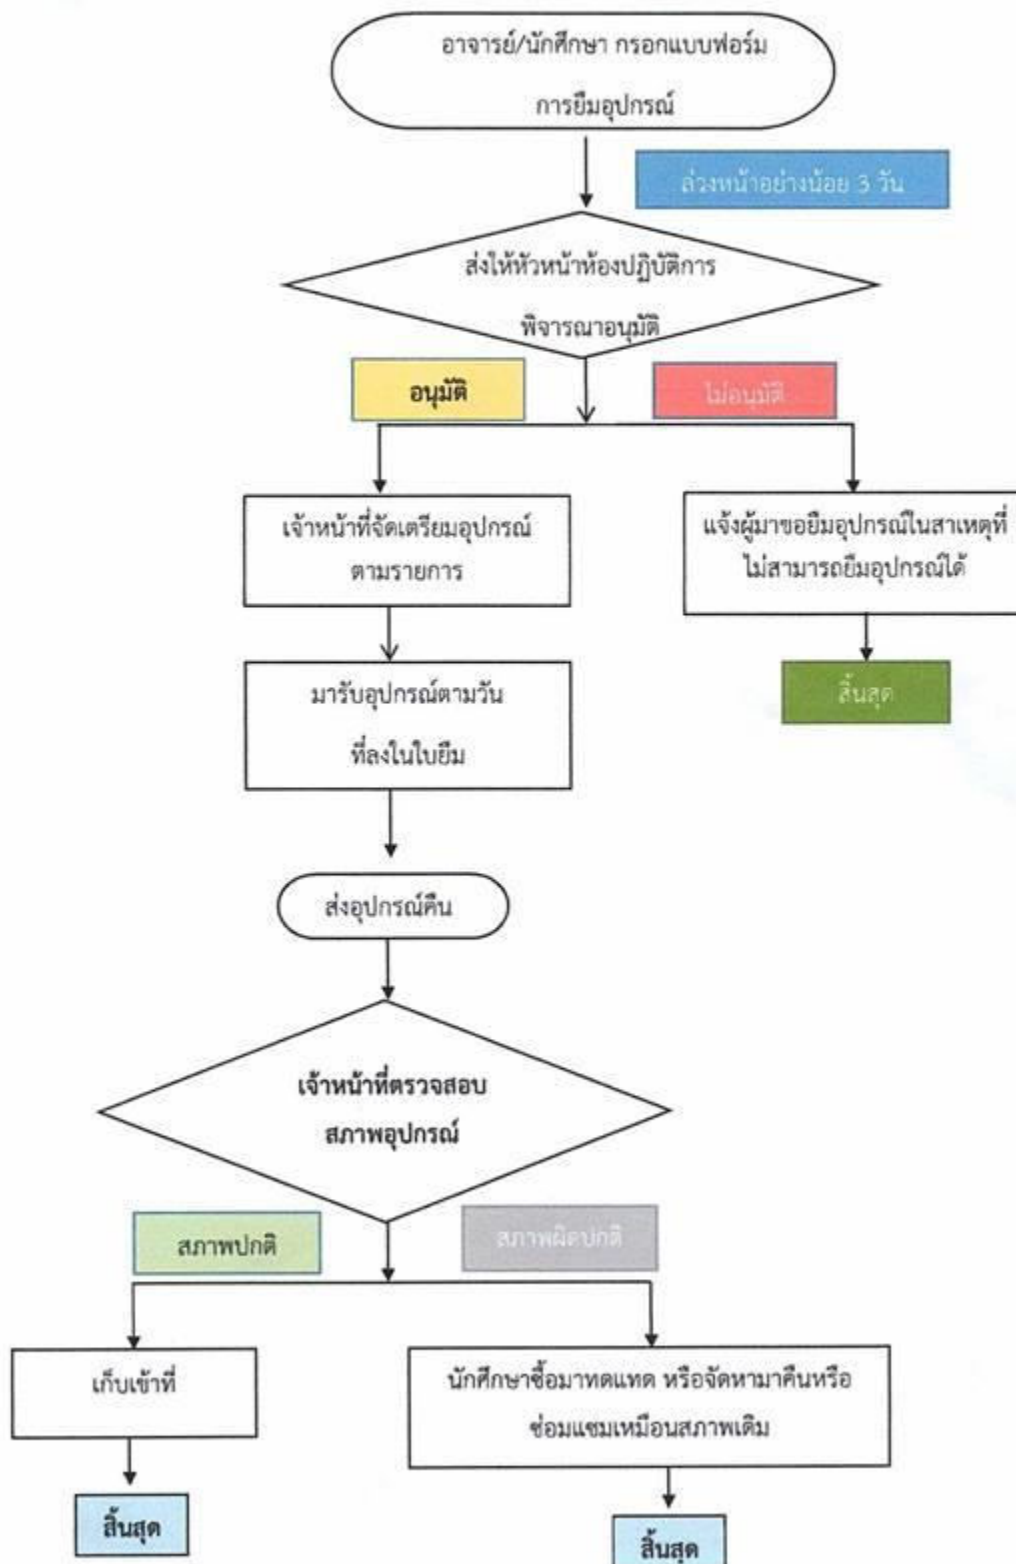 อาจารย์/นักศึกษา กรอกแบบฟอร์ม
การยืมอุปกรณ์
ล่วงหน้าอย่างน้อย 3 วัน
ส่งให้หัวหน้าห้องปฏิบัติการ
พิจารณาอนุมัติ
อนุมัติ
ไม่อนุมัติ
เจ้าหน้าที่จัดเตรียมอุปกรณ์
ตามรายการ
แจ้งผู้มาขอยืมอุปกรณ์ในสาเหตุที่
ไม่สามารถยืมอุปกรณ์ได้
มารับอุปกรณ์ตามวัน
ที่ลงในใบยืม
สิ้นสุด
ส่งอุปกรณ์คืน
เจ้าหน้าที่ตรวจสอบ
สภาพอุปกรณ์
สภาพปกติ
สภาพผิดปกติ
เก็บเข้าที่
นักศึกษาซื้อมาทดแทด หรือจัดหามาคืนหรือ
ซ่อมแซมเหมือนสภาพเดิม
สิ้นสุด
สิ้นสุด